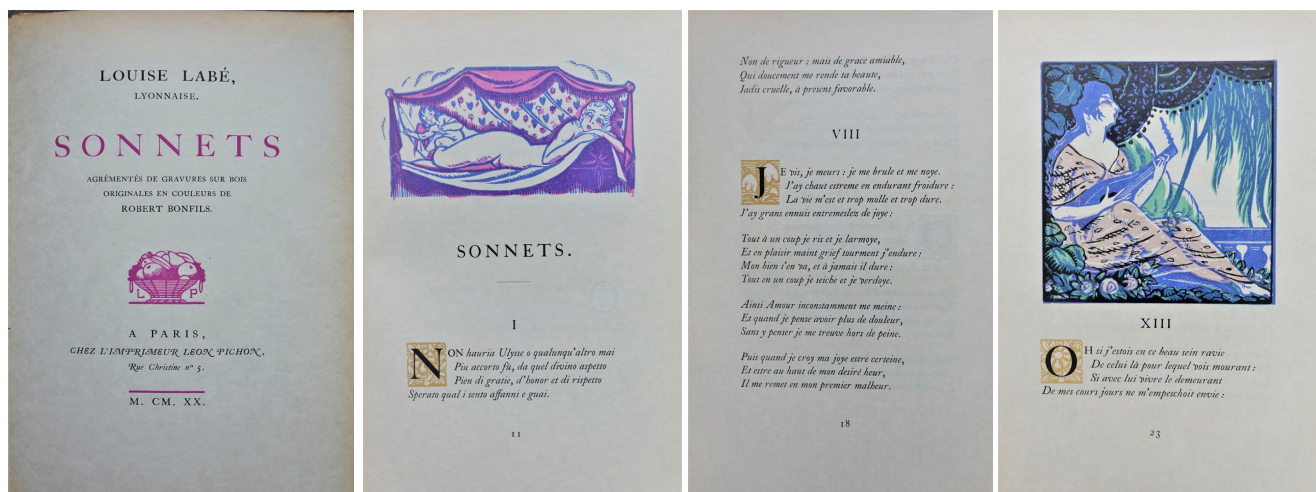 LOUISE LABÉ,
LYONNAISE.
SONNETS
AGRÉMENTÉS DE GRAVURES SUR BOIS
ORIGINALES EN COULEURS DE
ROBERT BONFILS.
L P
A PARIS,
CHEZ L'IMPRIMEUR LEON PICHON,
Rue Christine nº 5.
M. CM. XX.
SONNETS.
I
NON hauria Ulysse o qualunqu'altro mai
Piu accorto fù, da quel divino aspetto
Pien di gratie, d'honor et di rispetto
Sperato qual i sento affanni e guai.
11
Non de rigueur : mais de grace amiable,
Qui doucement me rende ta beaute,
Jadis cruelle, à present favorable.
VIII
JE vis, je meurs : je me brule et me noye.
J'ay chaut estreme en endurant froidure :
La vie m'est et trop molle et trop dure.
J'ay grans ennuis entremeslez de joye :
Tout à un coup je ris et je larmoye,
Et en plaisir maint grief tourment j'endure :
Mon bien s'en va, et à jamais il dure :
Tout en un coup je seiche et je verdoye.
Ainsi Amour inconstamment me meine :
Et quand je pense avoir plus de douleur,
Sans y penser je me treuve hors de peine.
Puis quand je croy ma joye estre certeine,
Et estre au haut de mon desiré heur,
Il me remet en mon premier malheur.
18
XIII
OH si j'estois en ce beau sein ravie
De celui là pour lequel vois mourant :
Si avec lui vivre le demeurant
De mes cours jours ne m'empeschoit envie :
23